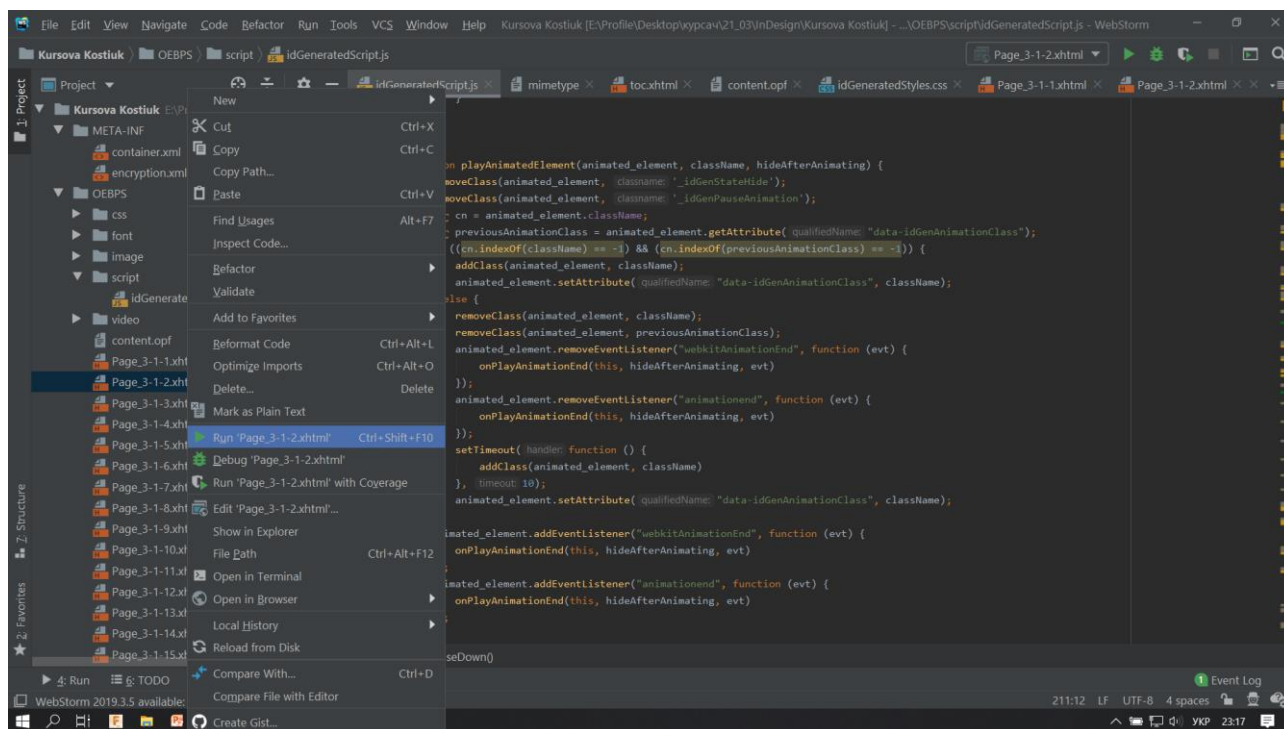 File Edit View Navigate Code Refactor Run Tools VCS Window Help Kursova Kostiuk [E:\Profile\Desktop\курсач\21_03\InDesign\Kursova Kostiuk] - ...\OEBPS\script\idGeneratedScript.js - WebStorm
Kursova Kostiuk OEBPS script idGeneratedScript.js Page_3-1-2.xhtml
Project idGeneratedScript.js mimetype toc.xhtml content.opf idGeneratedStyles.css Page_3-1-1.xhtml Page_3-1-2.xhtml
1: Project
7: Structure
2: Favorites
Kursova Kostiuk
META-INF
container.xml
encryption.xml
OEBPS
css
font
image
script
idGenerate
video
content.opf
Page_3-1-1.xht
Page_3-1-2.xht
Page_3-1-3.xht
Page_3-1-4.xht
Page_3-1-5.xht
Page_3-1-6.xht
Page_3-1-7.xht
Page_3-1-8.xht
Page_3-1-9.xht
Page_3-1-10.xh
Page_3-1-11.xh
Page_3-1-12.xh
Page_3-1-13.xh
Page_3-1-14.xh
Page_3-1-15.xh
New
Cut Ctrl+X
Copy Ctrl+C
Copy Path...
Paste Ctrl+V
Find Usages Alt+F7
Inspect Code...
Refactor
Validate
Add to Favorites
Reformat Code Ctrl+Alt+L
Optimize Imports Ctrl+Alt+O
Delete... Delete
Mark as Plain Text
Run 'Page_3-1-2.xhtml' Ctrl+Shift+F10
Debug 'Page_3-1-2.xhtml'
Run 'Page_3-1-2.xhtml' with Coverage
Edit 'Page_3-1-2.xhtml'...
Show in Explorer
File Path Ctrl+Alt+F12
Open in Terminal
Open in Browser
Local History
Reload from Disk
Compare With... Ctrl+D
Compare File with Editor
Create Gist...
}
n playAnimatedElement(animated_element, className, hideAfterAnimating) {
moveClass(animated_element, classname: '_idGenStateHide');
moveClass(animated_element, classname: '_idGenPauseAnimation');
cn = animated_element.className;
previousAnimationClass = animated_element.getAttribute( qualifiedName: "data-idGenAnimationClass");
((cn.indexOf(className) == -1) && (cn.indexOf(previousAnimationClass) == -1)) {
addClass(animated_element, className);
animated_element.setAttribute( qualifiedName: "data-idGenAnimationClass", className);
else {
removeClass(animated_element, className);
removeClass(animated_element, previousAnimationClass);
animated_element.removeEventListener("webkitAnimationEnd", function (evt) {
onPlayAnimationEnd(this, hideAfterAnimating, evt)
});
animated_element.removeEventListener("animationend", function (evt) {
onPlayAnimationEnd(this, hideAfterAnimating, evt)
});
setTimeout( handler: function () {
addClass(animated_element, className)
}, timeout: 10);
animated_element.setAttribute( qualifiedName: "data-idGenAnimationClass", className);
imated_element.addEventListener("webkitAnimationEnd", function (evt) {
onPlayAnimationEnd(this, hideAfterAnimating, evt)
imated_element.addEventListener("animationend", function (evt) {
onPlayAnimationEnd(this, hideAfterAnimating, evt)
seDown()
4: Run 6: TODO 1 Event Log
WebStorm 2019.3.5 available: 211:12 LF UTF-8 4 spaces
УКР 23:17